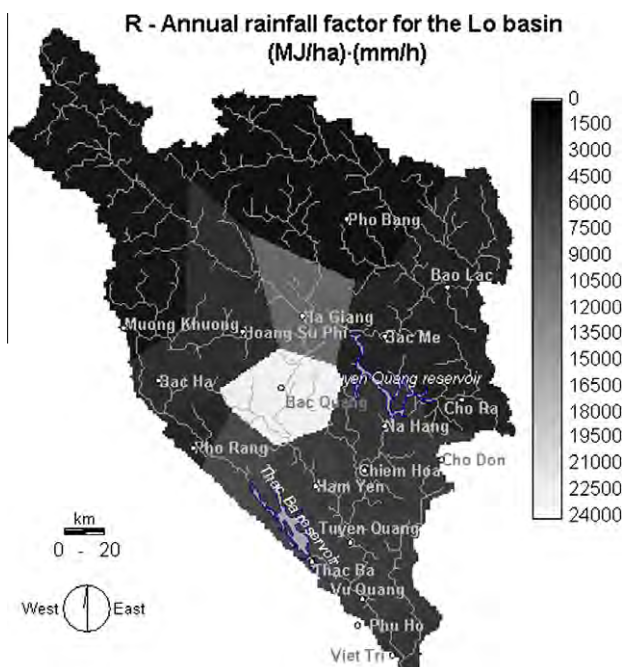 R - Annual rainfall factor for the Lo basin
(MJ/ha)·(mm/h)
0
1500
3000
4500
6000
7500
9000
10500
12000
13500
15000
16500
18000
19500
21000
22500
24000
Pho Bang
Bao Lac
Ha Giang
Muong Khuong
Hoang Su Phi
Bac Me
Tuyen Quang reservoir
Bac Ha
Bac Quang
Cho Ra
Na Hang
Pho Rang
Cho Don
Chiem Hoa
Ham Yen
Thac Ba reservoir
Tuyen Quang
Thac Ba
Vu Quang
Phu Ho
Viet Tri
km
0 - 20
West East